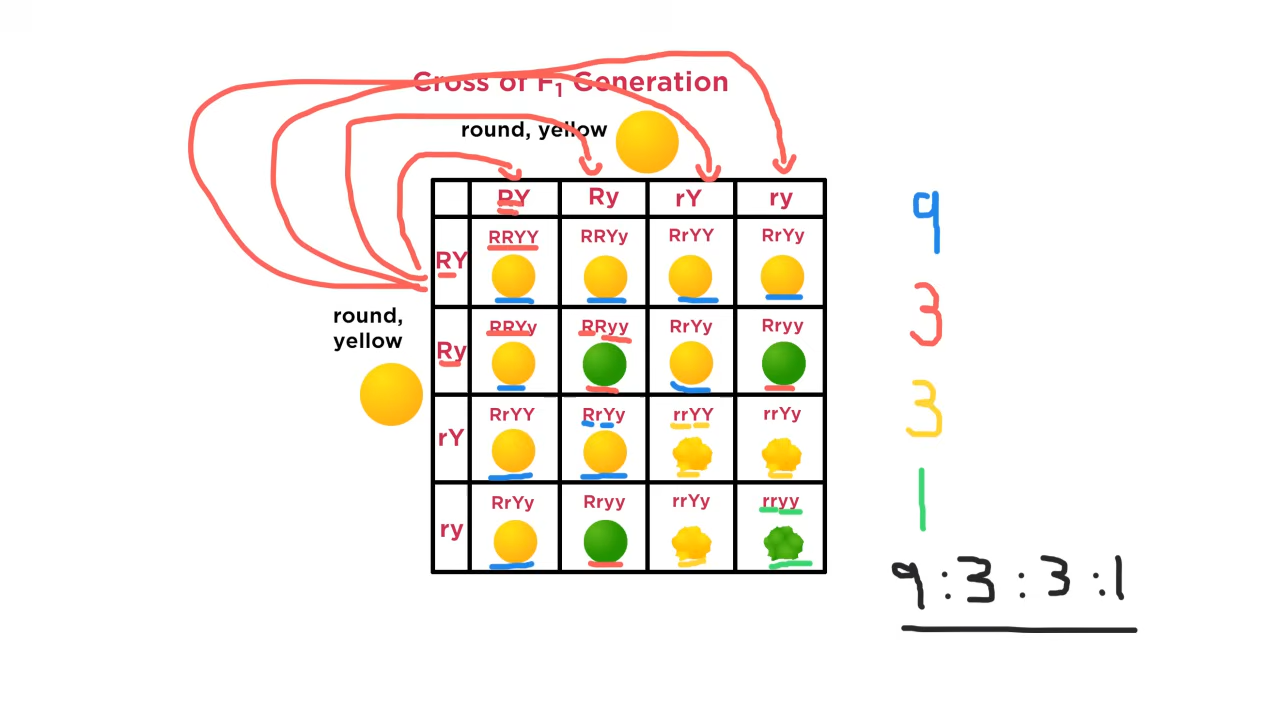 Cross of F₁ Generation
round, yellow
RY Ry rY ry
RRYY RRYy RrYY RrYy
RY
round,
yellow
RRYy RRyy RrYy Rryy
Ry
RrYY RrYy rrYY rrYy
rY
RrYy Rryy rrYy rryy
ry
9
3
3
1
9:3:3:1